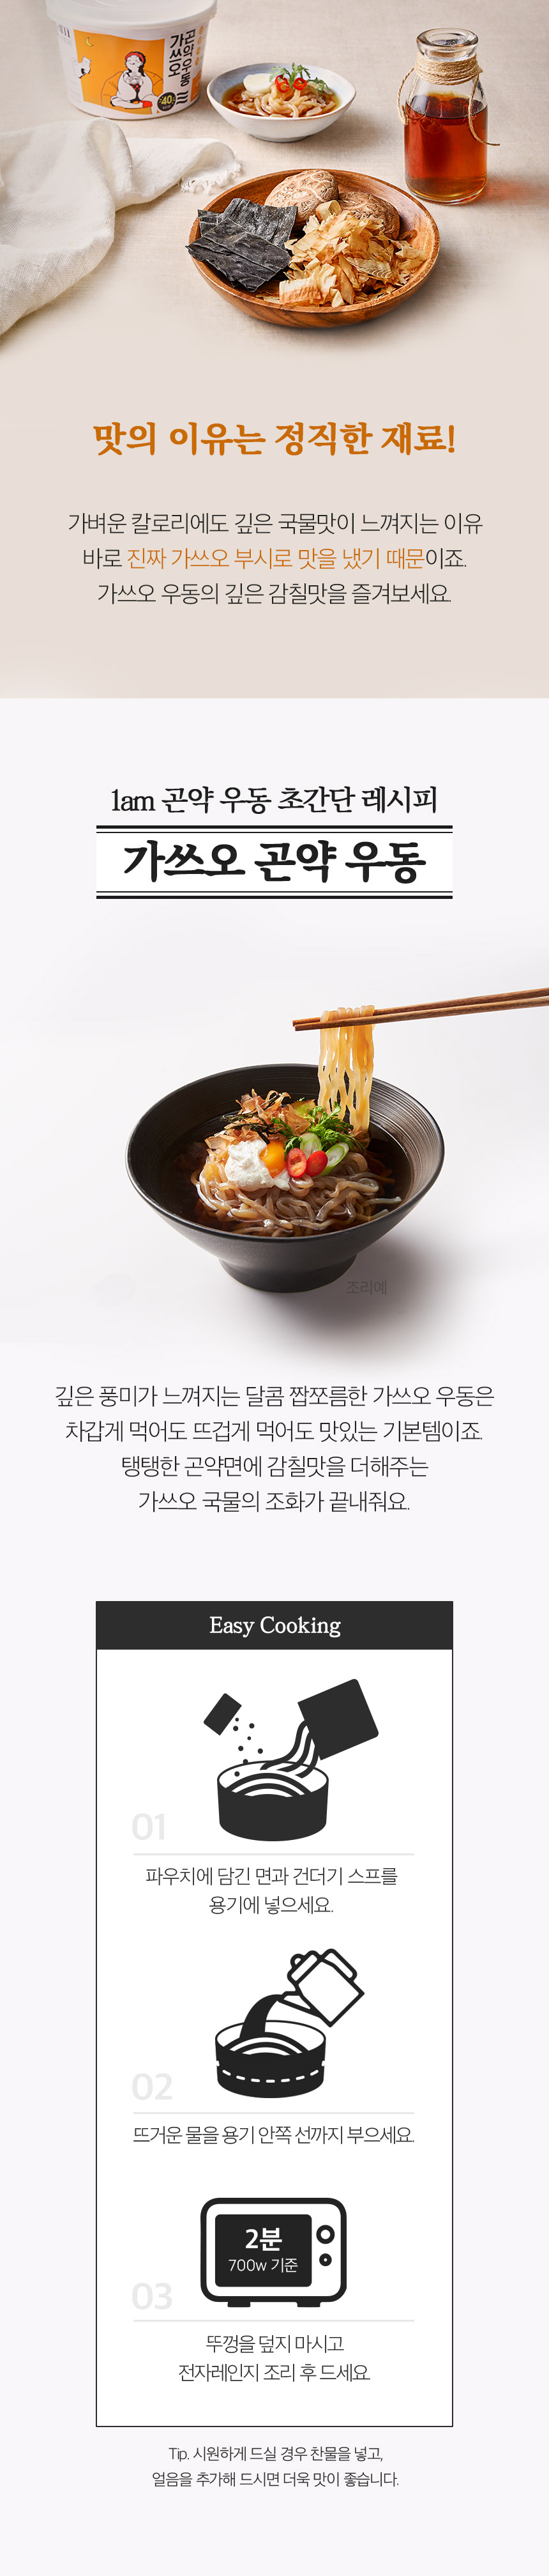 가쓰오
곤약우동
40
맛의 이유는 정직한 재료!
가벼운 칼로리에도 깊은 국물맛이 느껴지는 이유
바로 진짜 가쓰오 부시로 맛을 냈기 때문이죠.
가쓰오 우동의 깊은 감칠맛을 즐겨보세요.
1am 곤약 우동 초간단 레시피
가쓰오 곤약 우동
조리예
깊은 풍미가 느껴지는 달콤 짭쪼름한 가쓰오 우동은
차갑게 먹어도 뜨겁게 먹어도 맛있는 기본템이죠.
탱탱한 곤약면에 감칠맛을 더해주는
가쓰오 국물의 조화가 끝내줘요.
Easy Cooking
01
파우치에 담긴 면과 건더기 스프를
용기에 넣으세요.
02
뜨거운 물을 용기 안쪽 선까지 부으세요.
2분
700w 기준
03
뚜껑을 덮지 마시고
전자레인지 조리 후 드세요
Tip. 시원하게 드실 경우 찬물을 넣고,
얼음을 추가해 드시면 더욱 맛이 좋습니다.